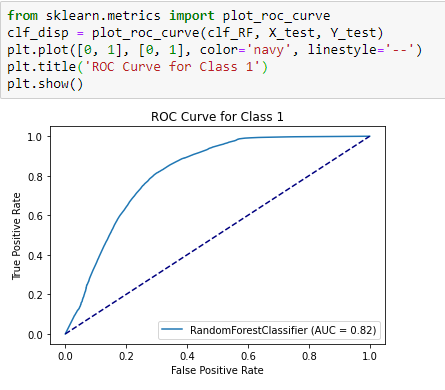 from sklearn.metrics import plot_roc_curve
clf_disp = plot_roc_curve(clf_RF, X_test, Y_test)
plt.plot([0, 1], [0, 1], color='navy', linestyle='--')
plt.title('ROC Curve for Class 1')
plt.show()
ROC Curve for Class 1
True Positive Rate
1.0
0.8
0.6
0.4
0.2
0.0
RandomForestClassifier (AUC = 0.82)
0.0 0.2 0.4 0.6 0.8 1.0
False Positive Rate